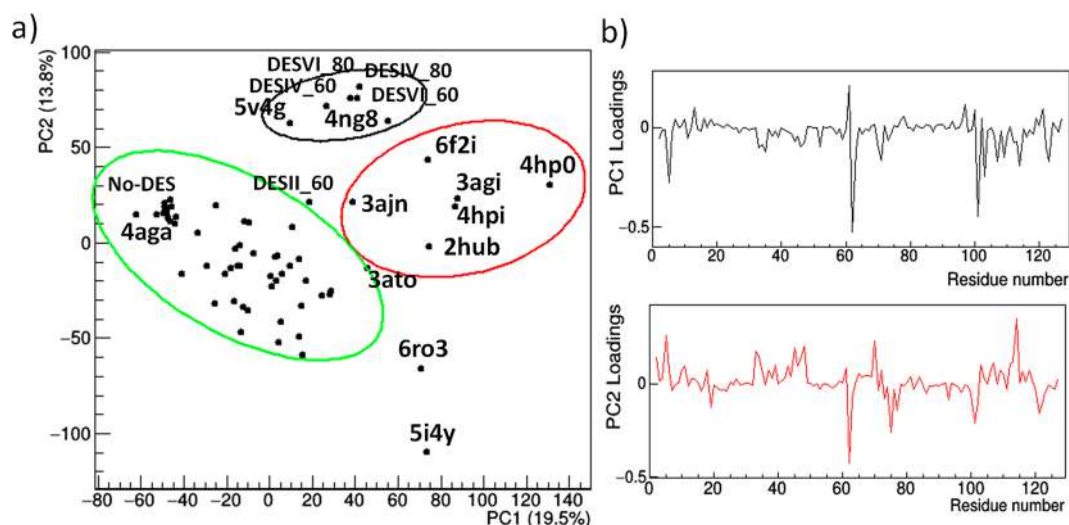 a)
PC2 (13.8%)
100
50
0
−50
−100
DESVI_80
DESIV_80
DESIV_60
DESVII_60
5v4g
4ng8
6f2i
4hp0
No-DES
DESII_60
3ajn
3agi
4hpi
4aga
2hub
3ato
6ro3
5i4y
−80 −60 −40 −20 0 20 40 60 80 100 120 140
PC1 (19.5%)
b)
PC1 Loadings
0
−0.5
0 20 40 60 80 100 120
Residue number
PC2 Loadings
0
−0.5
0 20 40 60 80 100 120
Residue number